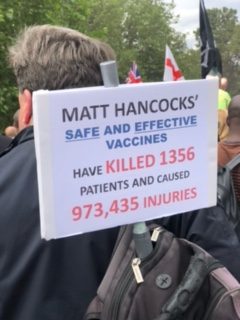 MATT HANCOCKS'
SAFE AND EFFECTIVE
VACCINES
HAVE KILLED 1356
PATIENTS AND CAUSED
973,435 INJURIES